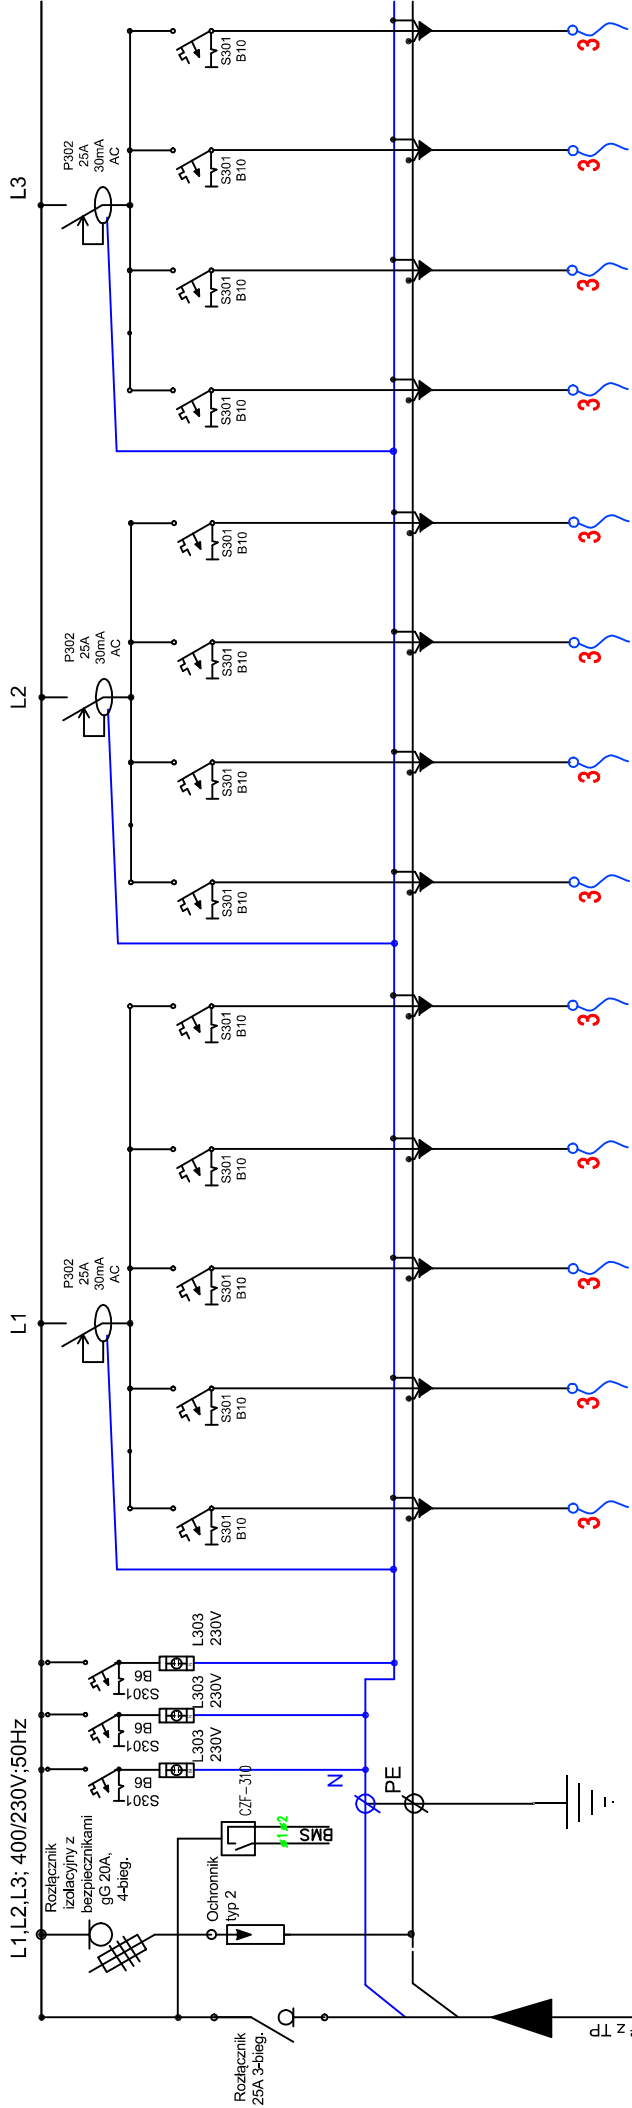 L1,L2,L3; 400/230V;50Hz
L1
L2
L3
Rozłącznik
izolacyjny z
bezpiecznikami
gG 20A,
4-bieg.
S301
B6
S301
B6
S301
B6
P302
25A
30mA
AC
P302
25A
30mA
AC
P302
25A
30mA
AC
L303
230V
L303
230V
L303
230V
S301
B10
S301
B10
S301
B10
S301
B10
S301
B10
S301
B10
S301
B10
S301
B10
S301
B10
S301
B10
S301
B10
S301
B10
S301
B10
Rozłącznik
25A 3-bieg.
Ochronnik
typ 2
CZF-310
1 2
BMS
N
PE
z TP
3
3
3
3
3
3
3
3
3
3
3
3
3